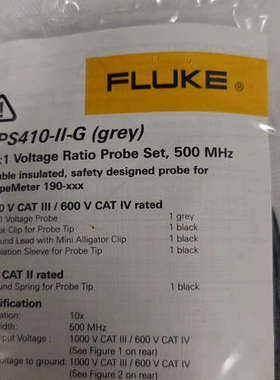 FLUKE®
PS410-II-G (grey)
:1 Voltage Ratio Probe Set, 500 MHz
ble insulated, safety designed probe for
peMeter 190-xxx
0 V CAT III / 600 V CAT IV rated
1 Voltage Probe 1 grey
k Clip for Probe Tip 1 black
und Lead with Mini Alligator Clip 1 black
lation Sleeve for Probe Tip 1 black
CAT II rated
und Spring for Probe Tip 1 black
ification
ation 10x
width: 500 MHz
nput Voltage : 1000 V CAT III / 600 V CAT IV
(See Figure 1 on rear)
voltage to ground: 1000 V CAT III / 600 V CAT IV
(See Figure 2 on rear)